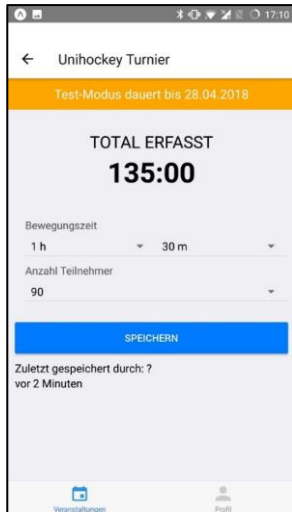 17:10
Unihockey Turnier
Test-Modus dauert bis 28.04.2018
TOTAL ERFASST
135:00
Bewegungszeit
1 h 30 m
Anzahl Teilnehmer
90
SPEICHERN
Zuletzt gespeichert durch: ?
vor 2 Minuten
Veranstaltungen Profil